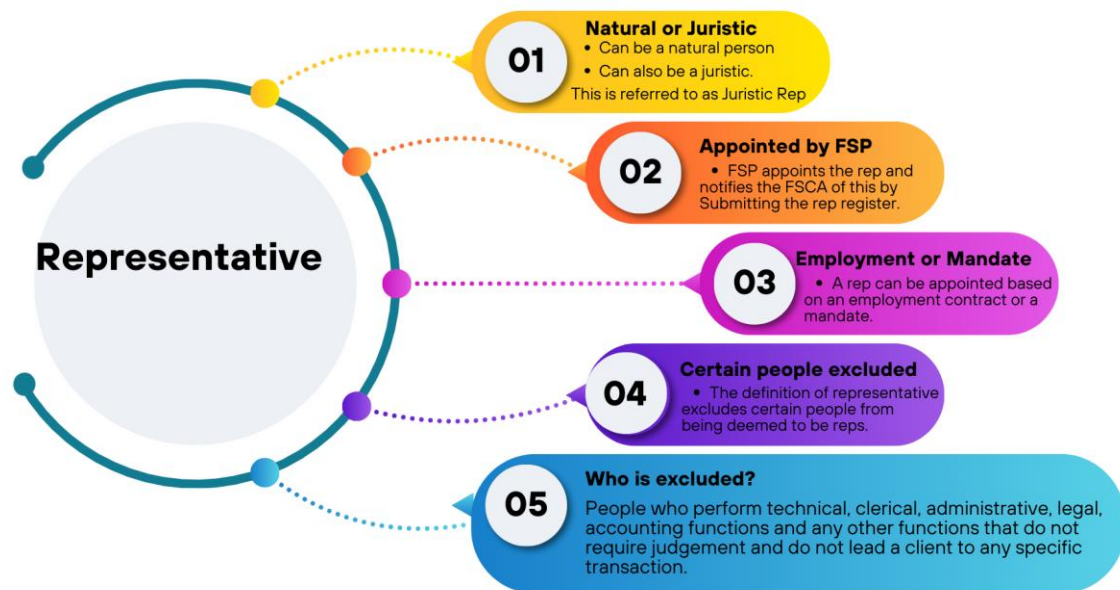 Representative
01
Natural or Juristic
• Can be a natural person
• Can also be a juristic.
This is referred to as Juristic Rep
02
Appointed by FSP
• FSP appoints the rep and
notifies the FSCA of this by
Submitting the rep register.
03
Employment or Mandate
• A rep can be appointed based
on an employment contract or a
mandate.
04
Certain people excluded
• The definition of representative
excludes certain people from
being deemed to be reps.
05
Who is excluded?
People who perform technical, clerical, administrative, legal,
accounting functions and any other functions that do not
require judgement and do not lead a client to any specific
transaction.